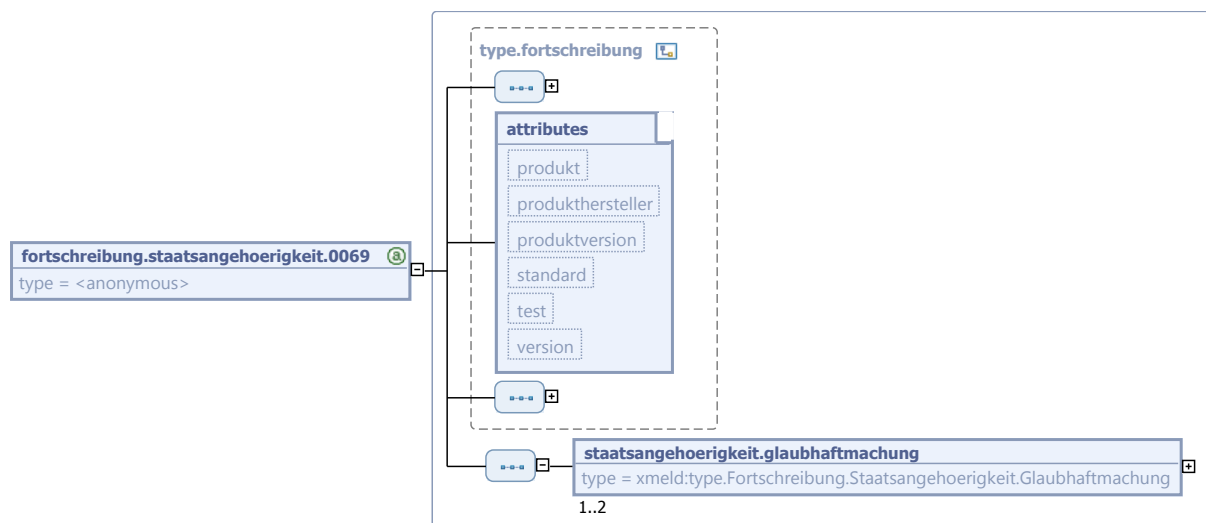 type.fortschreibung
attributes
produkt
produkthersteller
produktversion
standard
test
version
fortschreibung.staatsangehoerigkeit.0069 a
type = <anonymous>
staatsangehoerigkeit.glaubhaftmachung
type = xmeld:type.Fortschreibung.Staatsangehoerigkeit.Glaubhaftmachung
1..2